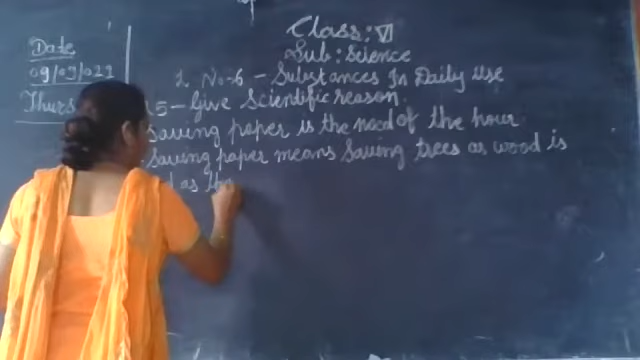 Class: VI
Sub: Science
Date
09/09/021
Thurs
L No-6 - Substances In Daily Use
5 - Give Scientific reason.
Saving paper is the need of the hour
Saving paper means Saving trees as wood is
d as the